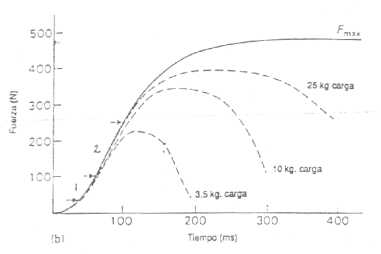 Fuerza (N)
500
400
300
200
100
F max
25 kg carga
10 kg. carga
3.5 kg. carga
2
1
100
200
300
400
(b)
Tiempo (ms)